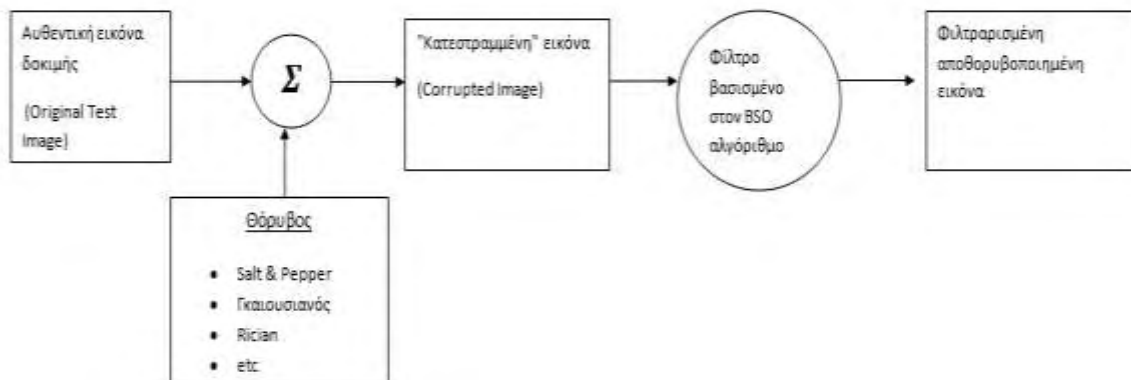 Αυθεντική εικόνα
δοκιμής
(Original Test
Image)
Σ
"Κατεστραμμένη" εικόνα
(Corrupted Image)
Φίλτρο
βασισμένο
στον BSO
αλγόριθμο
Φιλτραρισμένη
αποθορυβοποιημένη
εικόνα
Θόρυβος
• Salt & Pepper
• Γκαουσιανός
• Rician
• etc